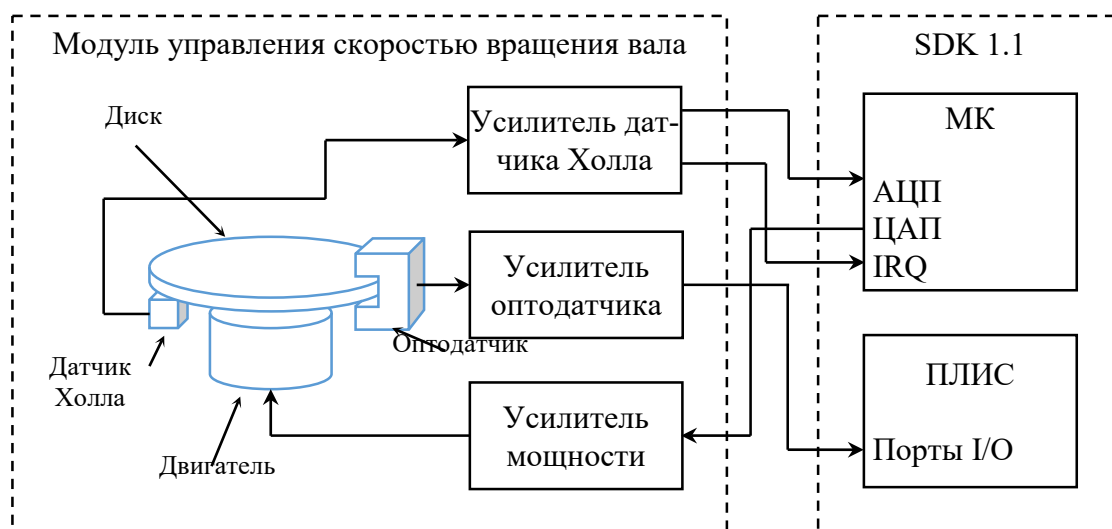 Модуль управления скоростью вращения вала
SDK 1.1
Диск
Усилитель дат-
чика Холла
МК
АЦП
ЦАП
IRQ
Усилитель
оптодатчика
Оптодатчик
Датчик
Холла
Двигатель
Усилитель
мощности
ПЛИС
Порты I/O